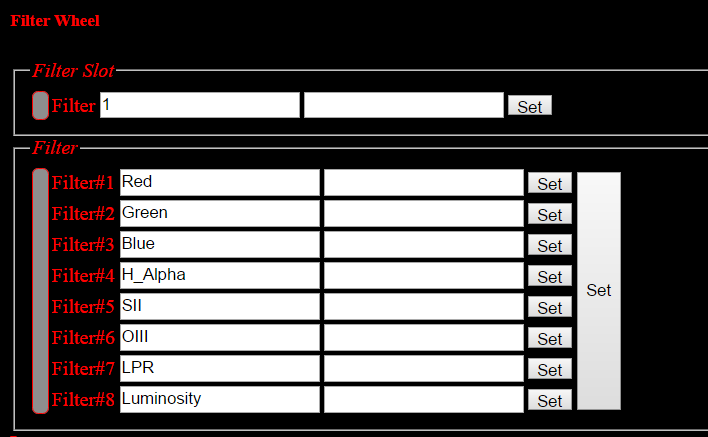 Filter Wheel
Filter Slot
Filter 1 Set
Filter
Filter#1 Red Set
Filter#2 Green Set
Filter#3 Blue Set
Filter#4 H_Alpha Set
Set
Filter#5 SII Set
Filter#6 OIII Set
Filter#7 LPR Set
Filter#8 Luminosity Set